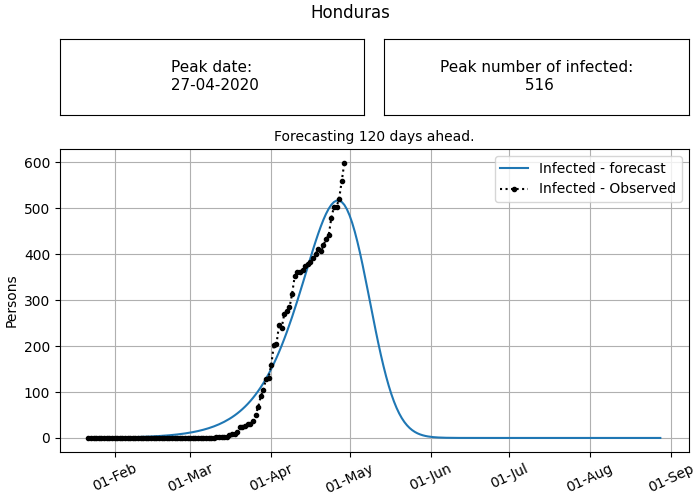 Honduras
Peak date:
27-04-2020
Peak number of infected:
516
Forecasting 120 days ahead.
Infected - forecast
Infected - Observed
Persons
600
500
400
300
200
100
0
01-Feb
01-Mar
01-Apr
01-May
01-Jun
01-Jul
01-Aug
01-Sep